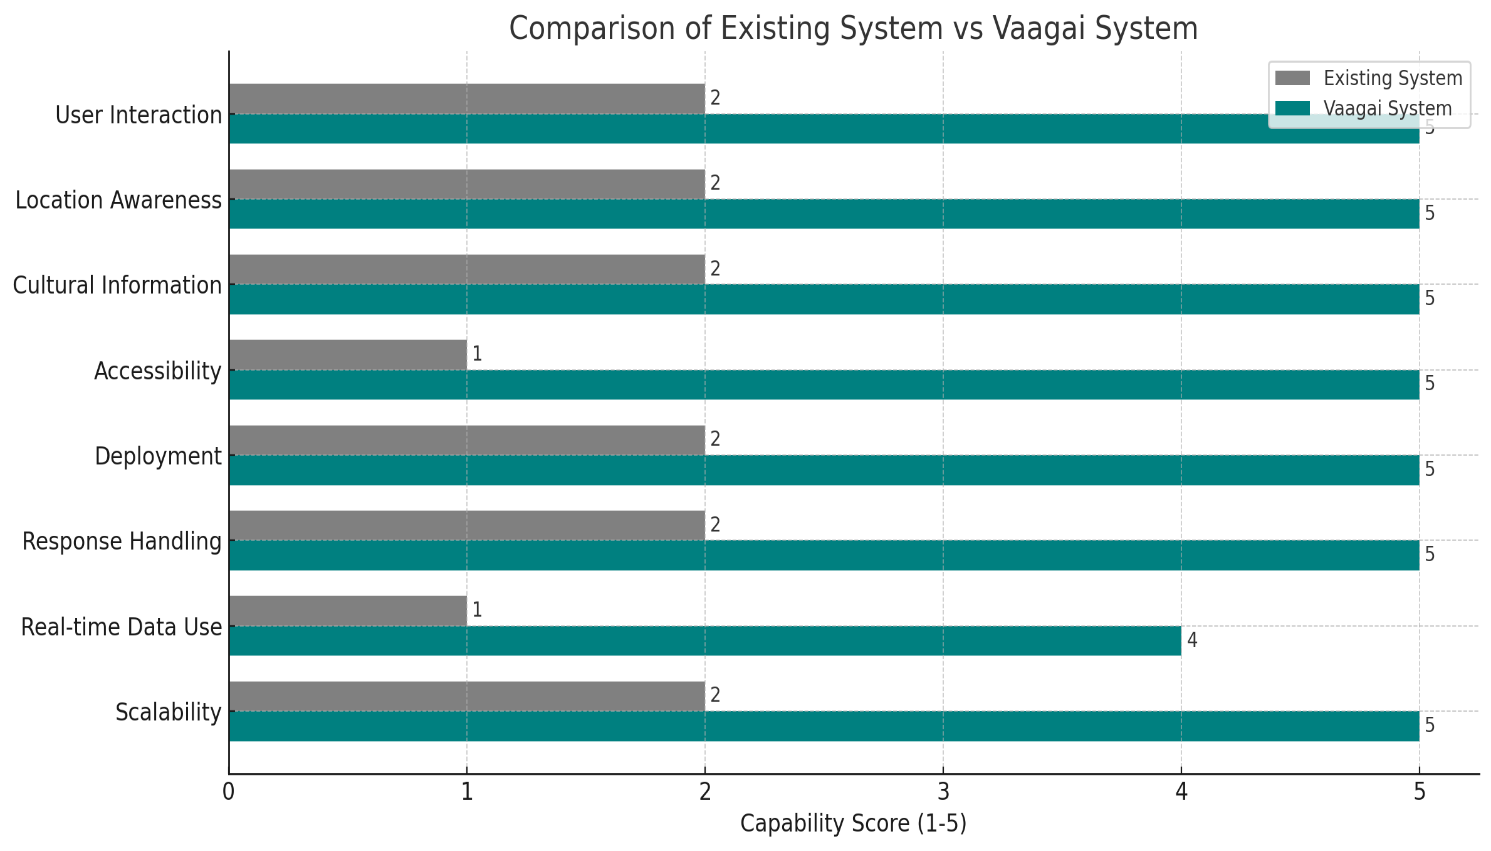 Comparison of Existing System vs Vaagai System
Existing System
Vaagai System
User Interaction
2
5
Location Awareness
2
5
Cultural Information
2
5
Accessibility
1
5
Deployment
2
5
Response Handling
2
5
Real-time Data Use
1
4
Scalability
2
5
0 1 2 3 4 5
Capability Score (1-5)